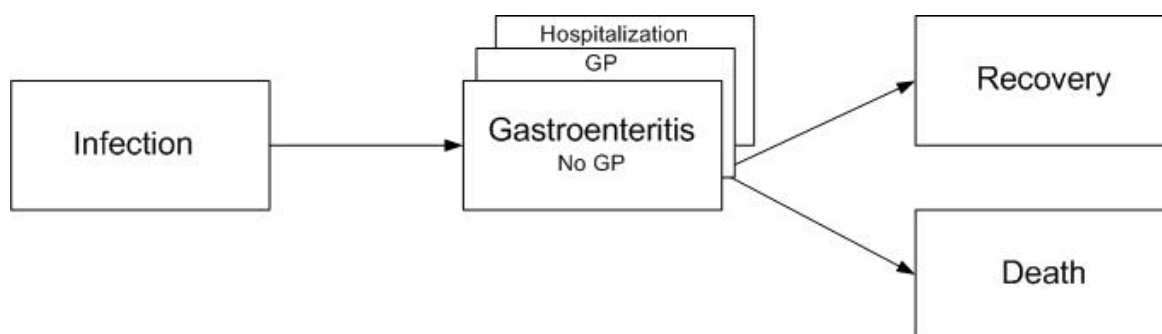 Infection
Hospitalization
GP
Gastroenteritis
No GP
Recovery
Death